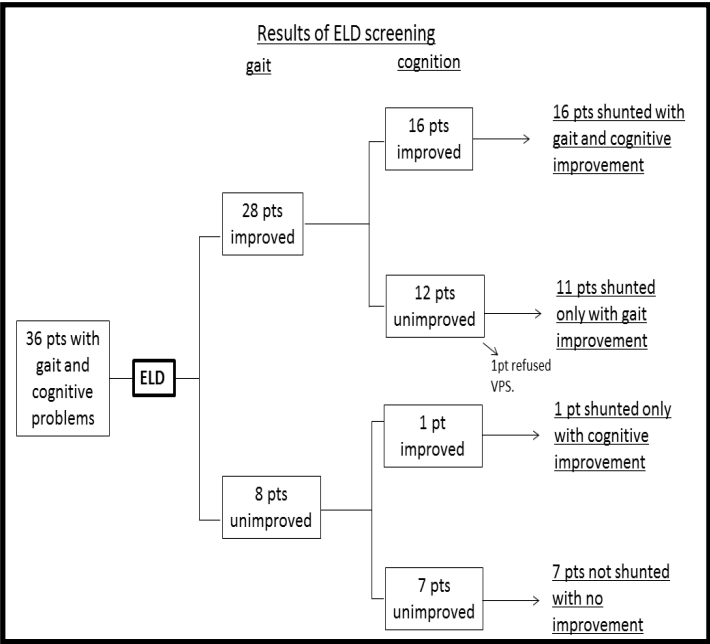 Results of ELD screening
gait
cognition
16 pts
improved
16 pts shunted with
gait and cognitive
improvement
28 pts
improved
12 pts
unimproved
11 pts shunted
only with gait
improvement
1pt refused
VPS.
36 pts with
gait and
cognitive
problems
ELD
1 pt
improved
1 pt shunted only
with cognitive
improvement
8 pts
unimproved
7 pts
unimproved
7 pts not shunted
with no
improvement